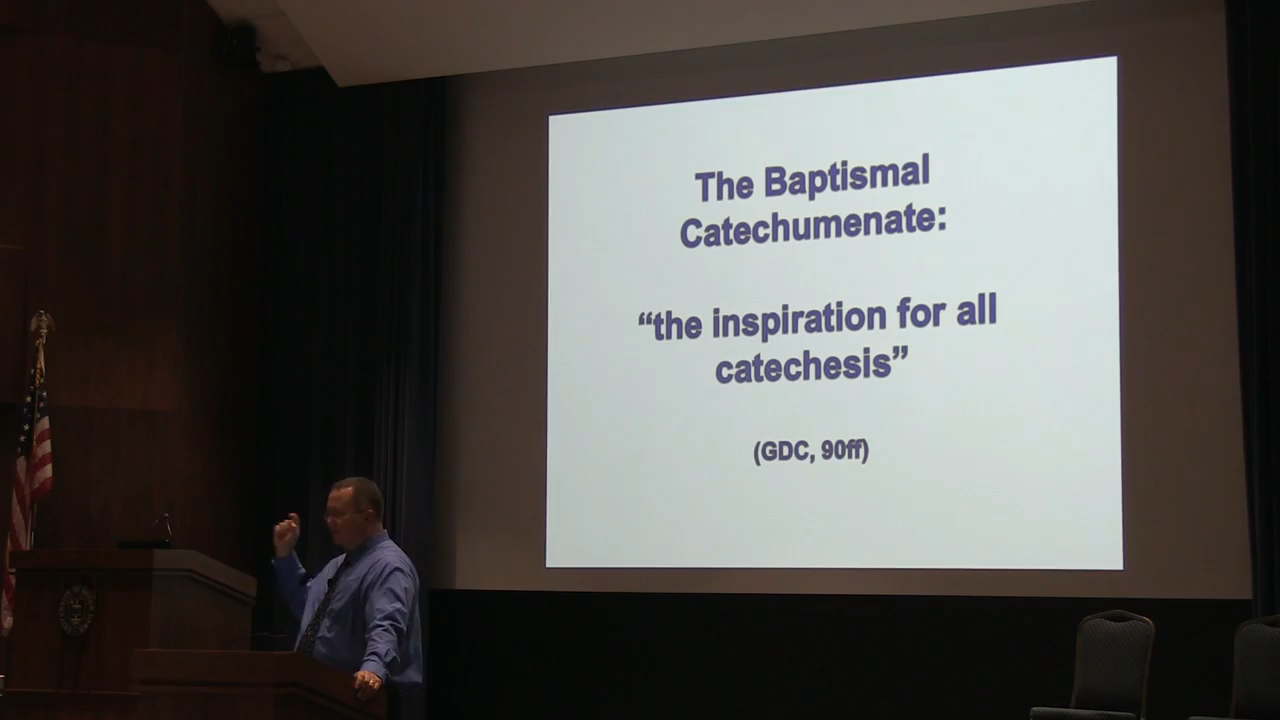 The Baptismal
Catechumenate:
“the inspiration for all
catechesis”
(GDC, 90ff)